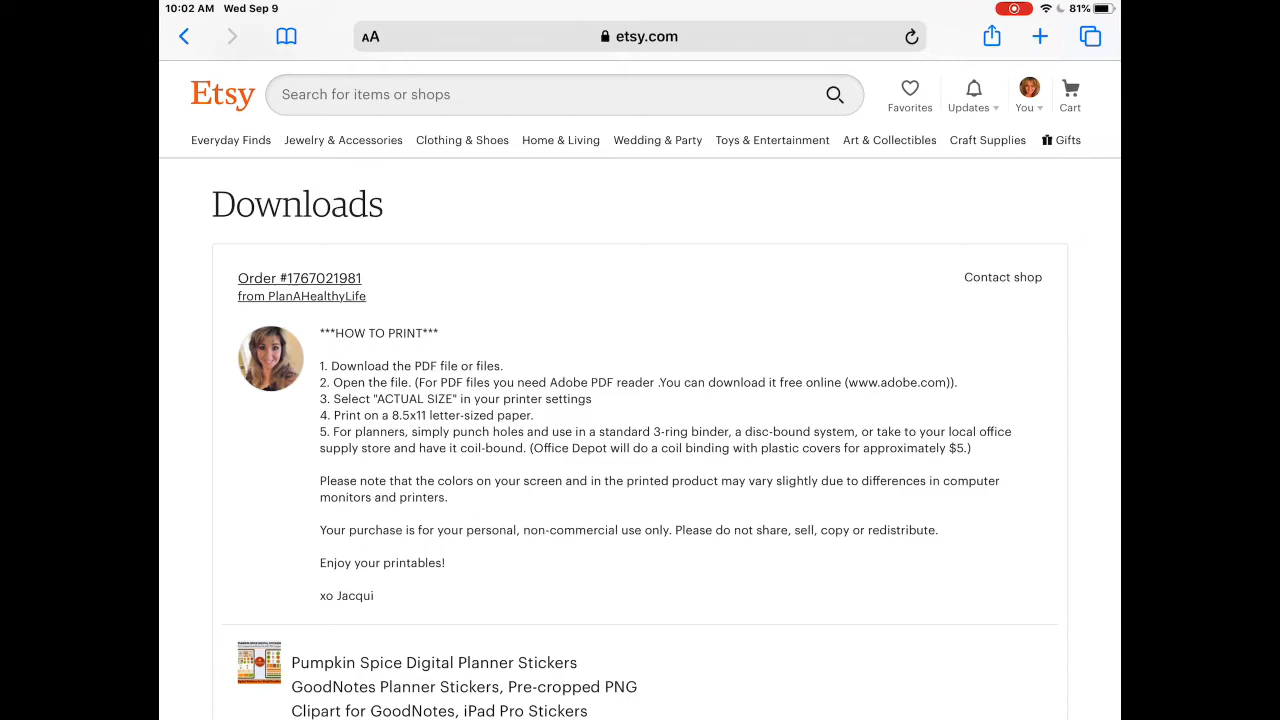 10:02 AM Wed Sep 9 81%
AA etsy.com
Etsy Search for items or shops Favorites Updates You Cart
Everyday Finds Jewelry & Accessories Clothing & Shoes Home & Living Wedding & Party Toys & Entertainment Art & Collectibles Craft Supplies Gifts
Downloads
Order #1767021981 Contact shop
from PlanAHealthyLife
***HOW TO PRINT***
1. Download the PDF file or files.
2. Open the file. (For PDF files you need Adobe PDF reader .You can download it free online (www.adobe.com)).
3. Select "ACTUAL SIZE" in your printer settings
4. Print on a 8.5x11 letter-sized paper.
5. For planners, simply punch holes and use in a standard 3-ring binder, a disc-bound system, or take to your local office
supply store and have it coil-bound. (Office Depot will do a coil binding with plastic covers for approximately $5.)
Please note that the colors on your screen and in the printed product may vary slightly due to differences in computer
monitors and printers.
Your purchase is for your personal, non-commercial use only. Please do not share, sell, copy or redistribute.
Enjoy your printables!
xo Jacqui
Pumpkin Spice Digital Planner Stickers
GoodNotes Planner Stickers, Pre-cropped PNG
Clipart for GoodNotes, iPad Pro Stickers